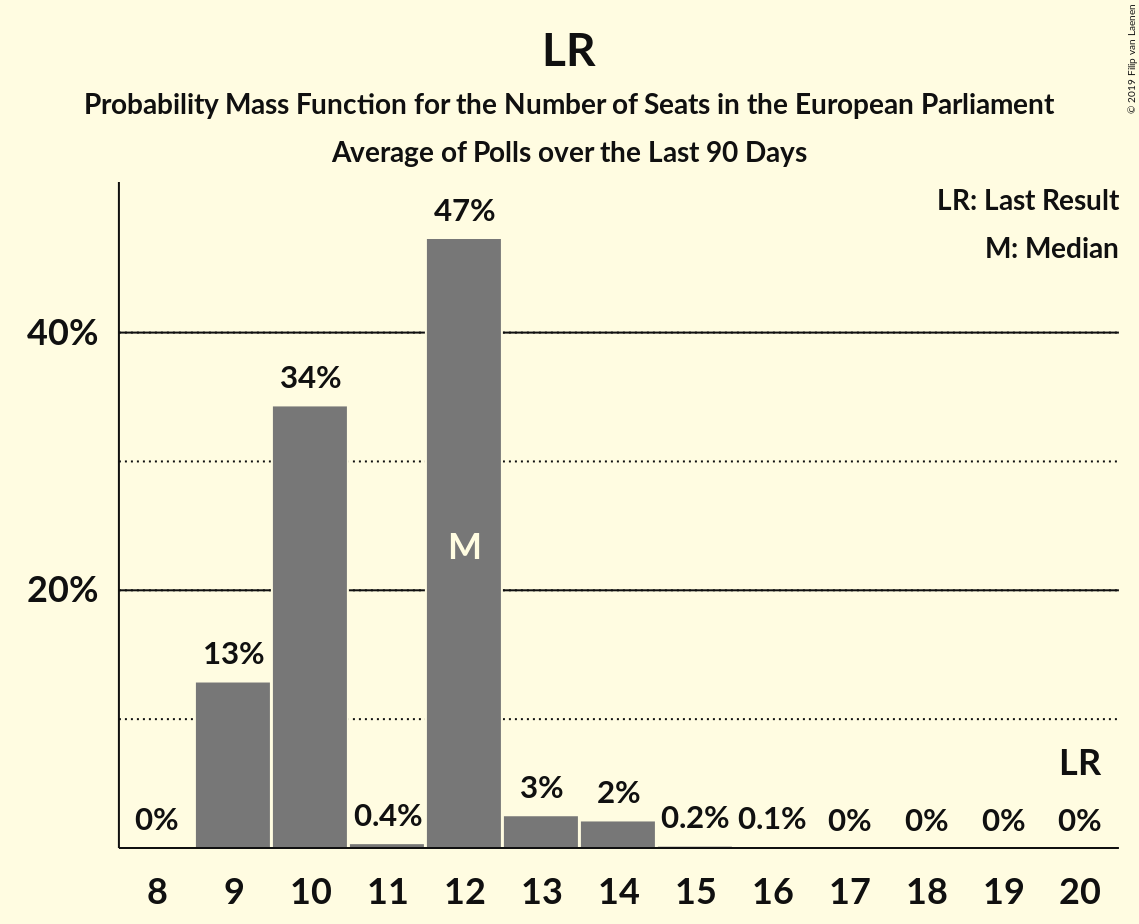 LR
Probability Mass Function for the Number of Seats in the European Parliament
Average of Polls over the Last 90 Days
© 2019 Filip van Laenen
LR: Last Result
M: Median
47%
40%
34%
M
20%
13%
LR
0%
0.4%
3%
2%
0.2%
0.1%
0%
0%
0%
0%
8 9 10 11 12 13 14 15 16 17 18 19 20